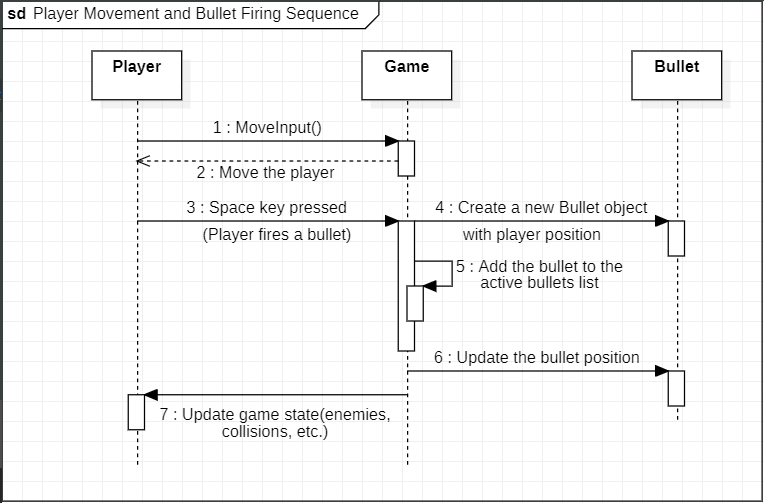 sd Player Movement and Bullet Firing Sequence
Player
Game
Bullet
1 : MoveInput()
2 : Move the player
3 : Space key pressed
(Player fires a bullet)
4 : Create a new Bullet object
with player position
5 : Add the bullet to the
active bullets list
6 : Update the bullet position
7 : Update game state(enemies,
collisions, etc.)